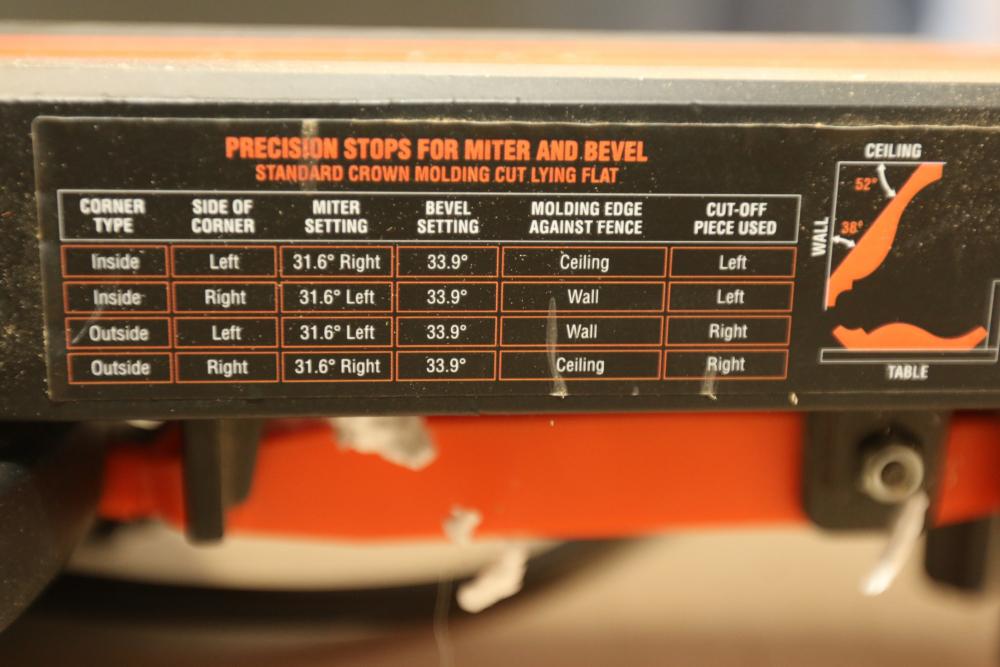 PRECISION STOPS FOR MITER AND BEVEL
STANDARD CROWN MOLDING CUT LYING FLAT
CORNER TYPE SIDE OF CORNER MITER SETTING BEVEL SETTING MOLDING EDGE AGAINST FENCE CUT-OFF PIECE USED
Inside Left 31.6° Right 33.9° Ceiling Left
Inside Right 31.6° Left 33.9° Wall Left
Outside Left 31.6° Left 33.9° Wall Right
Outside Right 31.6° Right 33.9° Ceiling Right
CEILING
52°
38°
WALL
TABLE